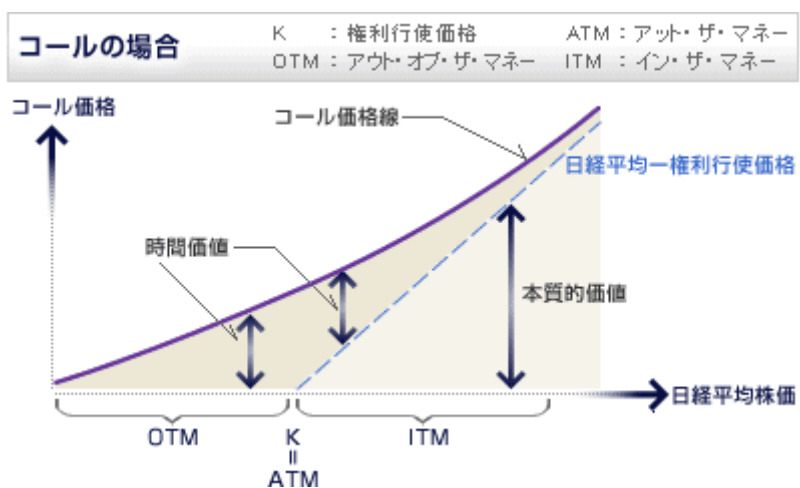 コールの場合
K : 権利行使価格 ATM : アット・ザ・マネー
OTM : アウト・オブ・ザ・マネー ITM : イン・ザ・マネー
コール価格
コール価格線
日経平均－権利行使価格
時間価値
本質的価値
日経平均株価
OTM K ITM
=
ATM